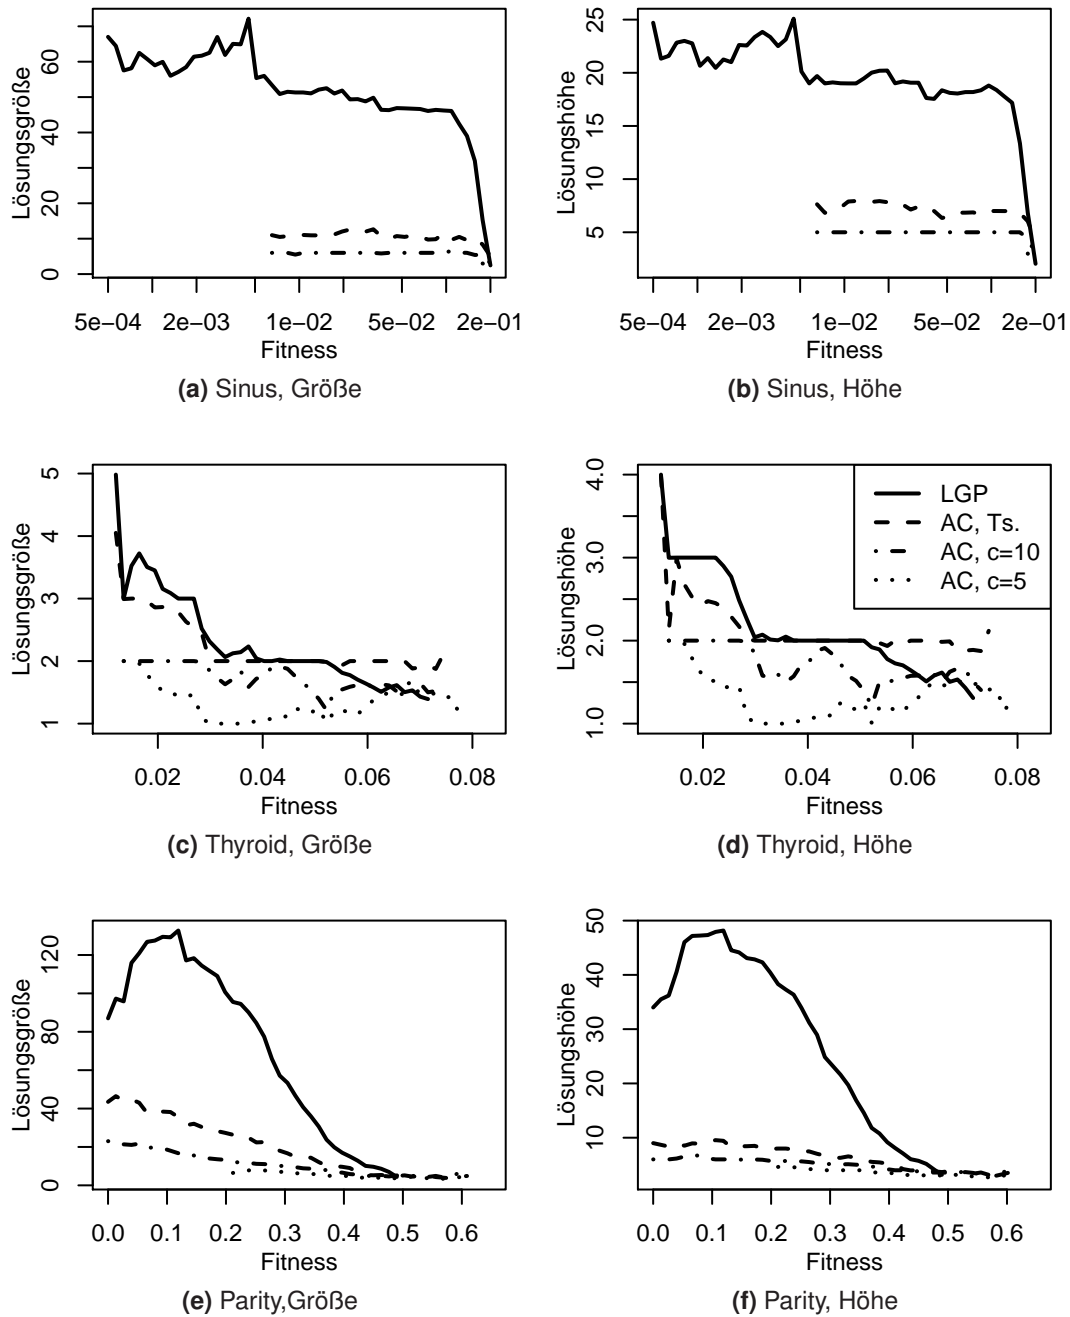 Lösungsgröße
0 20 40 60
5e−04 2e−03 1e−02 5e−02 2e−01
Fitness
(a) Sinus, Größe
Lösungshöhe
5 10 15 20 25
5e−04 2e−03 1e−02 5e−02 2e−01
Fitness
(b) Sinus, Höhe
Lösungsgröße
1 2 3 4 5
0.02 0.04 0.06 0.08
Fitness
(c) Thyroid, Größe
Lösungshöhe
1.0 2.0 3.0 4.0
LGP
AC, Ts.
AC, c=10
AC, c=5
0.02 0.04 0.06 0.08
Fitness
(d) Thyroid, Höhe
Lösungsgröße
0 40 80 120
0.0 0.1 0.2 0.3 0.4 0.5 0.6
Fitness
(e) Parity,Größe
Lösungshöhe
10 20 30 40 50
0.0 0.1 0.2 0.3 0.4 0.5 0.6
Fitness
(f) Parity, Höhe